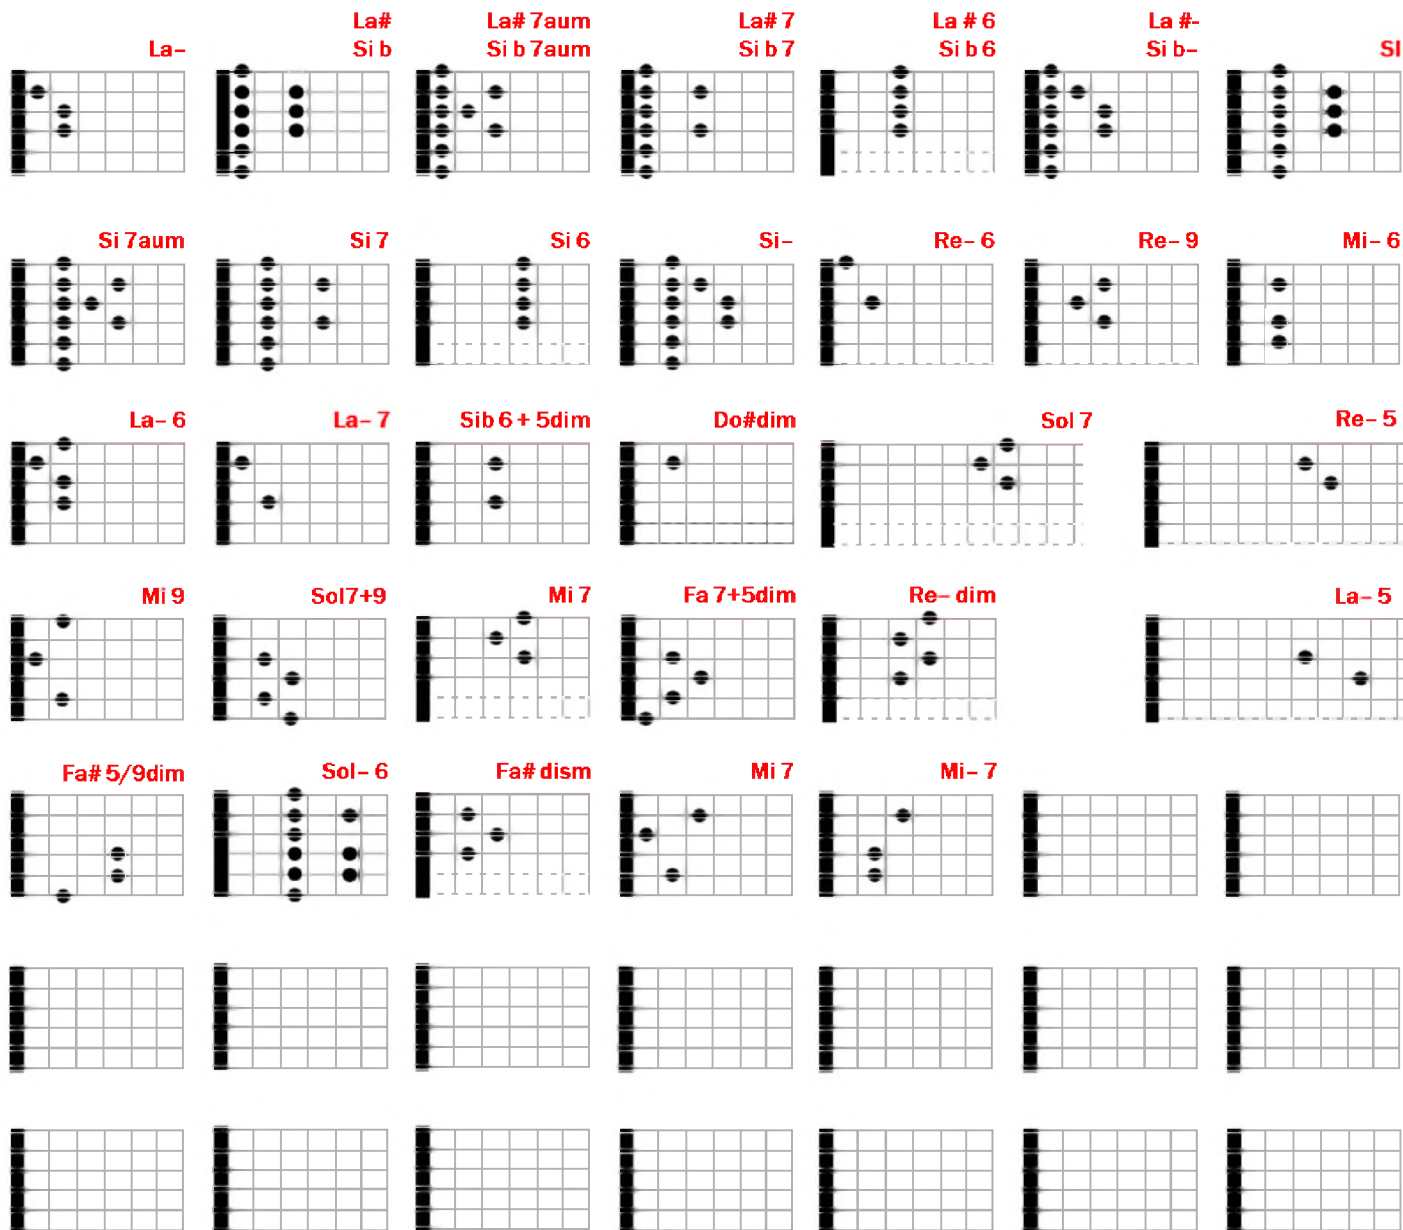 La–
La#
Si b
La# 7aum
Si b 7aum
La# 7
Si b 7
La # 6
Si b 6
La #-
Si b–
SI
Si 7aum
Si 7
Si 6
Si–
Re– 6
Re– 9
Mi– 6
La– 6
La– 7
Sib 6 + 5dim
Do#dim
Sol 7
Re– 5
Mi 9
Sol7+9
Mi 7
Fa 7+5dim
Re– dim
La– 5
Fa# 5/9dim
Sol– 6
Fa# dism
Mi 7
Mi– 7